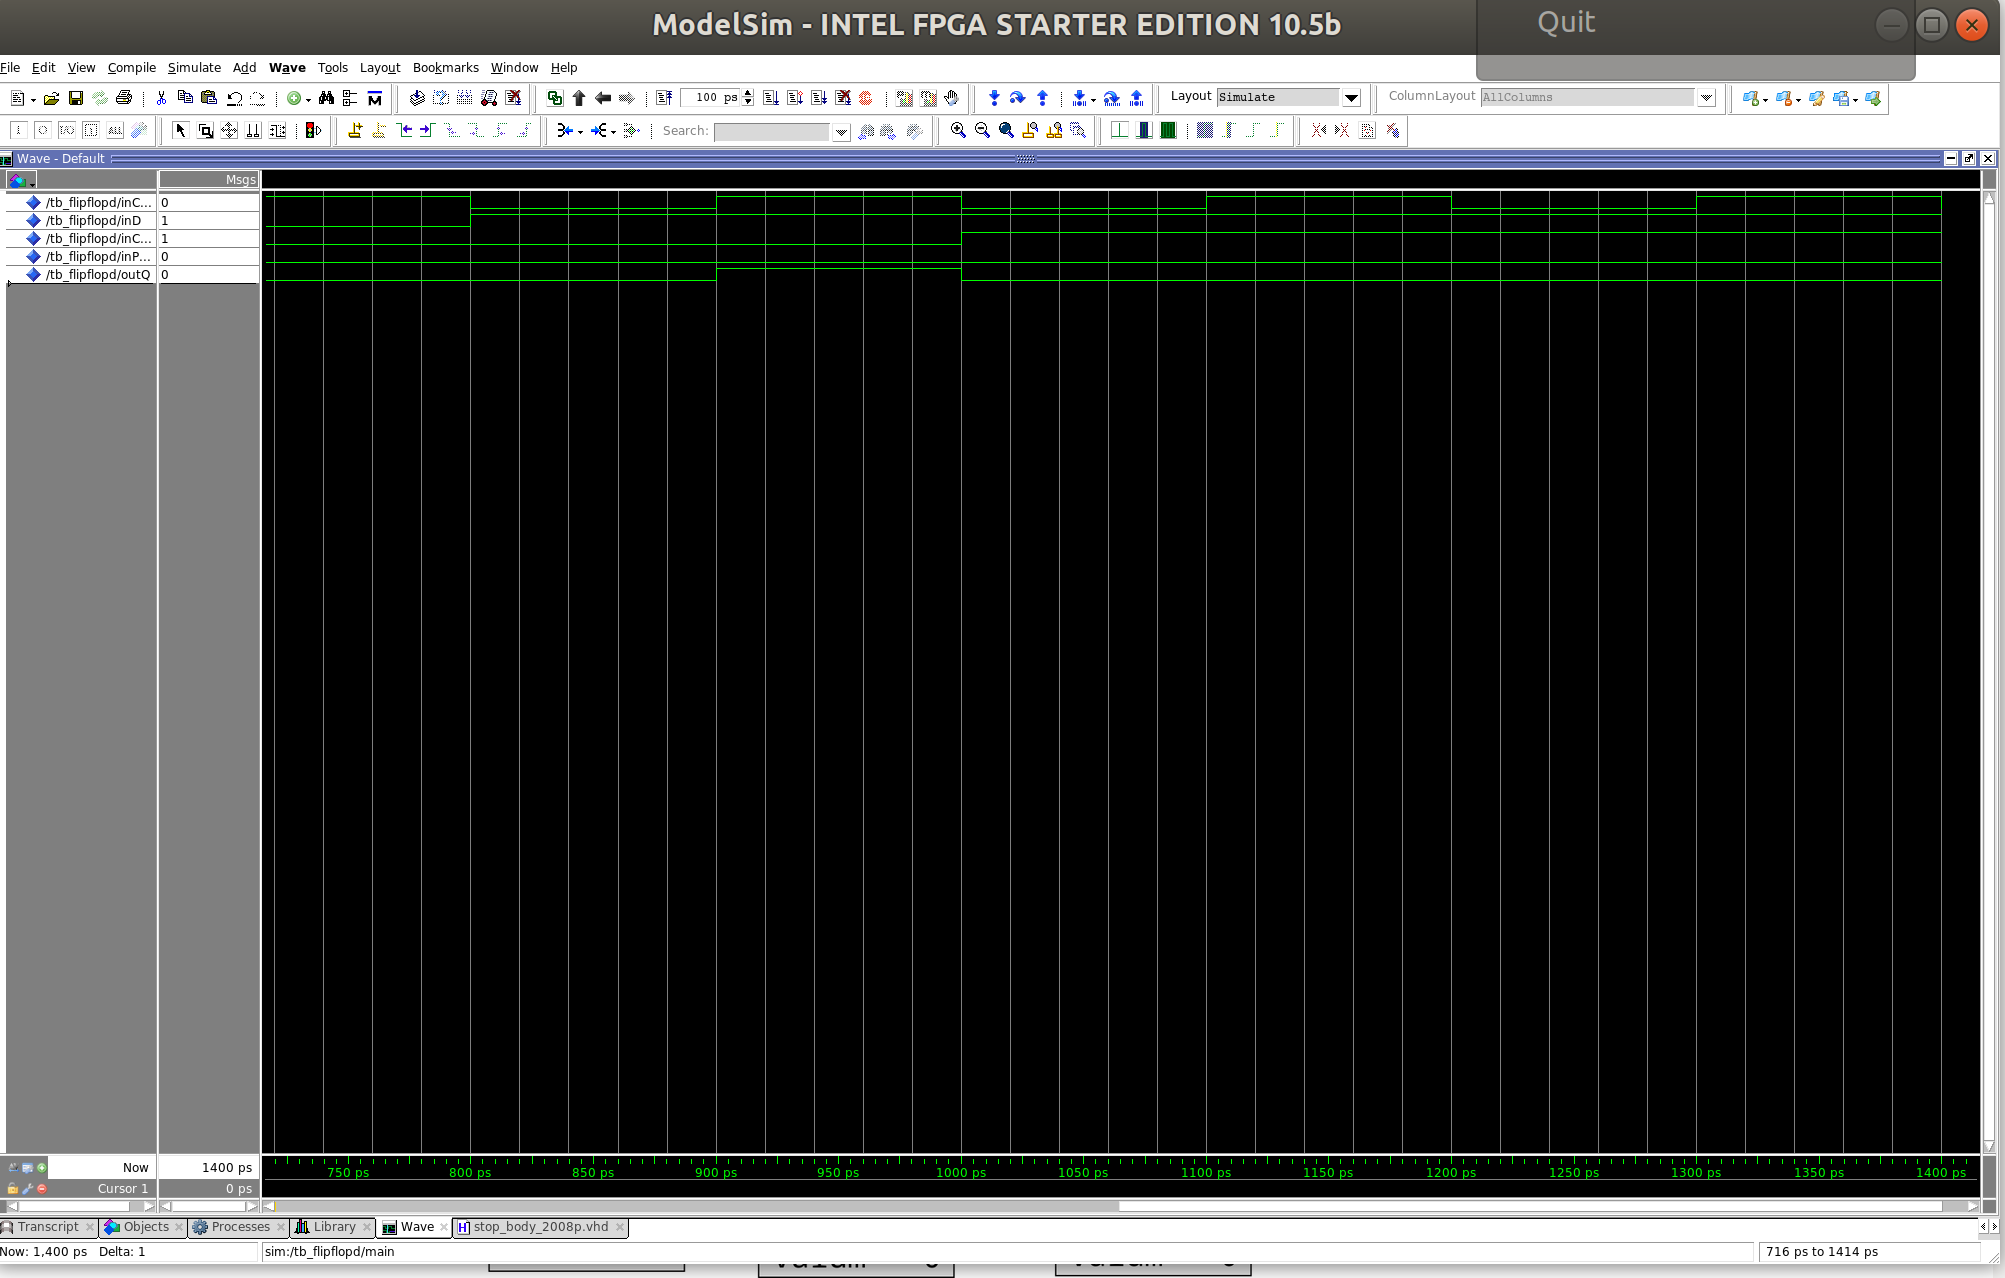 ModelSim - INTEL FPGA STARTER EDITION 10.5b
Quit
File Edit View Compile Simulate Add Wave Tools Layout Bookmarks Window Help
100 ps
Layout Simulate
ColumnLayout AllColumns
Search:
Wave - Default
Msgs
/tb_flipflopd/inC... 0
/tb_flipflopd/inD 1
/tb_flipflopd/inC... 1
/tb_flipflopd/inP... 0
/tb_flipflopd/outQ 0
Now 1400 ps
750 ps 800 ps 850 ps 900 ps 950 ps 1000 ps 1050 ps 1100 ps 1150 ps 1200 ps 1250 ps 1300 ps 1350 ps 1400 ps
Cursor 1 0 ps
Transcript Objects Processes Library Wave stop_body_2008p.vhd
Now: 1,400 ps Delta: 1
sim:/tb_flipflopd/main
716 ps to 1414 ps